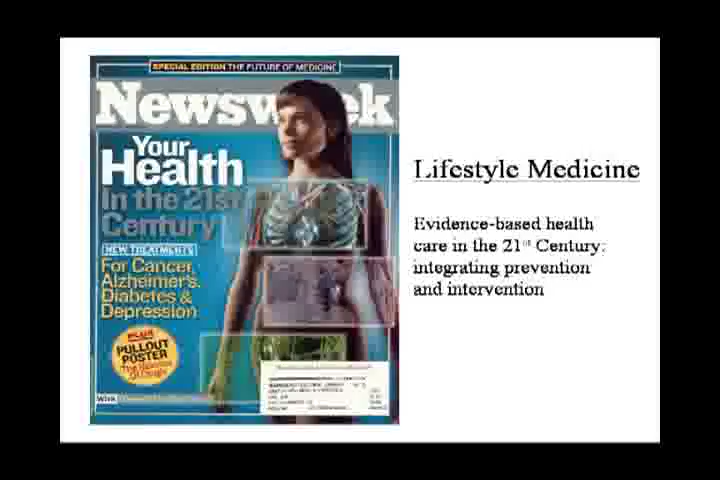 SPECIAL EDITION THE FUTURE OF MEDICINE
Newsweek
Your
Health
In the 21st
Century
NEW TREATMENTS
For Cancer,
Alzheimer's,
Diabetes &
Depression
PLUS
PULLOUT
POSTER
With
Lifestyle Medicine
Evidence-based health
care in the 21st Century:
integrating prevention
and intervention